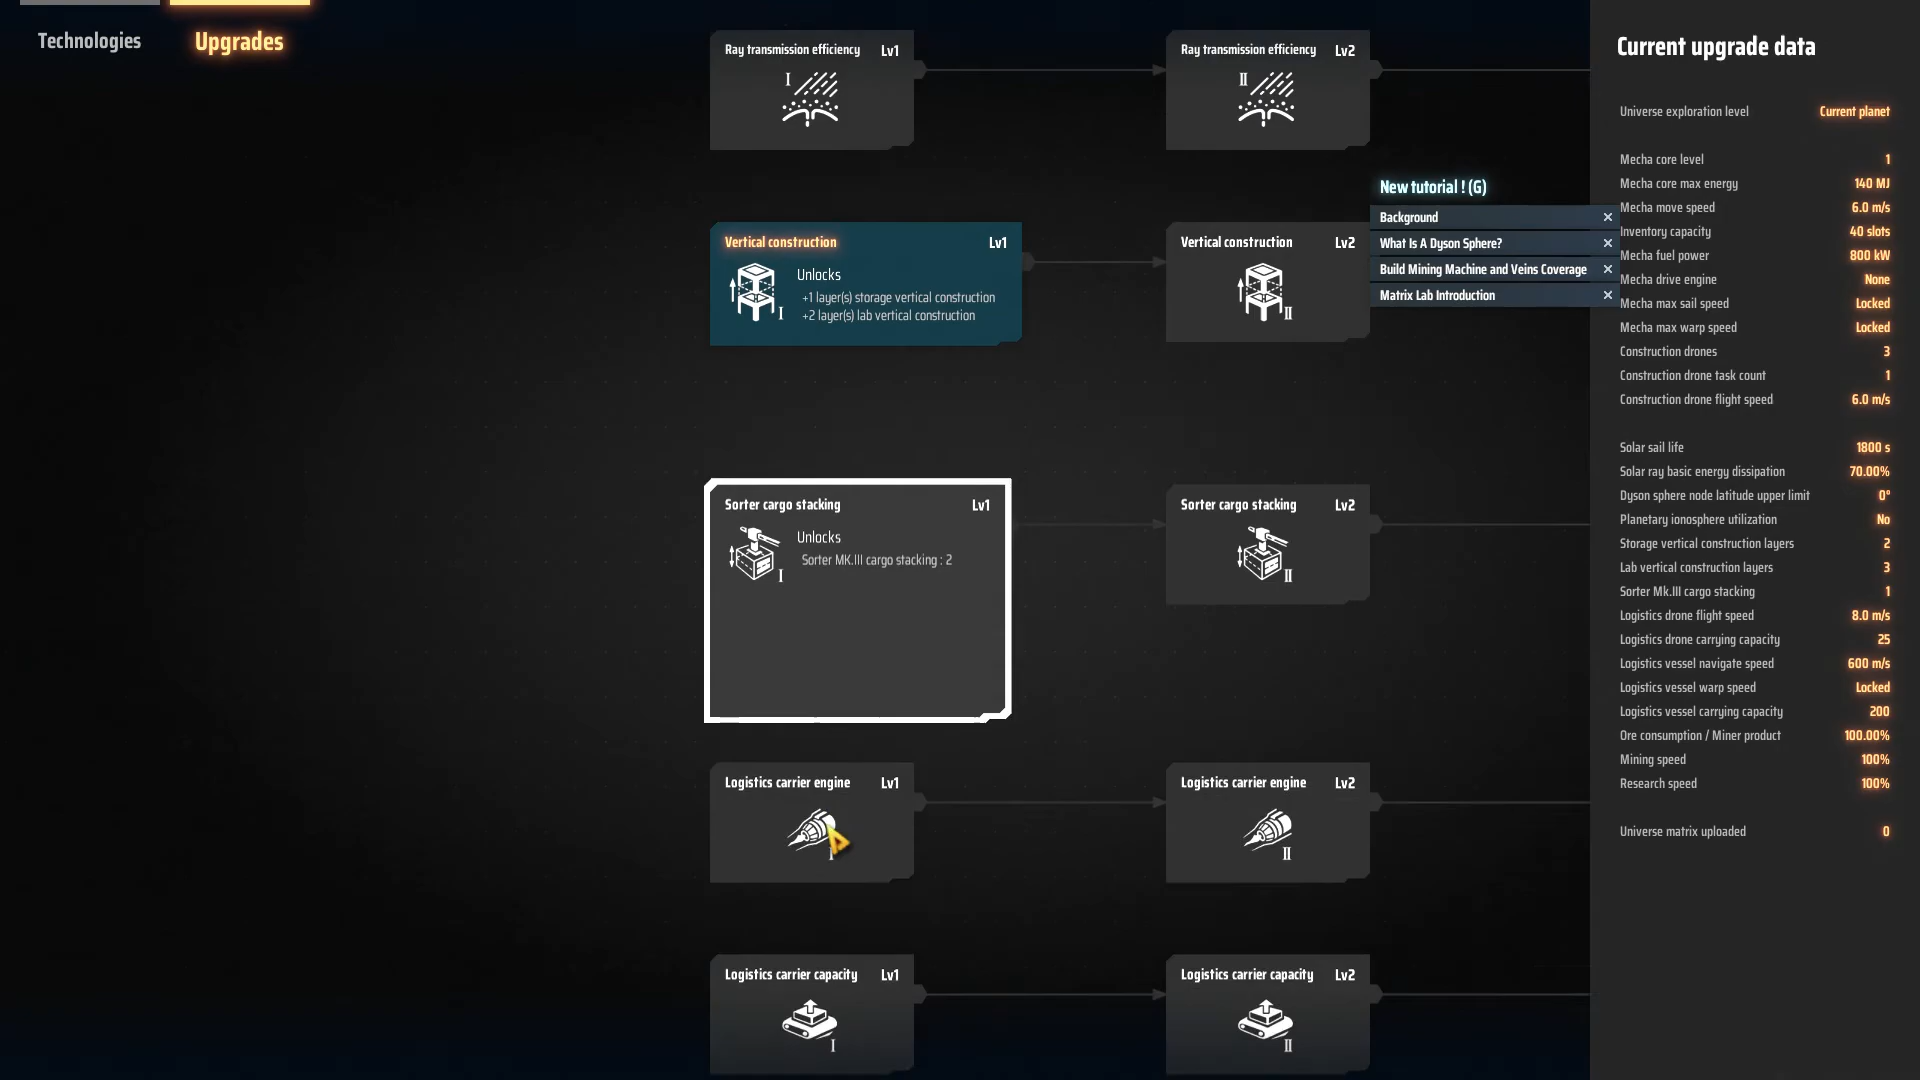 Technologies
Upgrades
Ray transmission efficiency Lv1
I
Ray transmission efficiency Lv2
II
Vertical construction Lv1
Unlocks
+1 layer(s) storage vertical construction
+2 layer(s) lab vertical construction
I
Vertical construction Lv2
II
New tutorial ! (G)
Background
What Is A Dyson Sphere?
Build Mining Machine and Veins Coverage
Matrix Lab Introduction
Sorter cargo stacking Lv1
Unlocks
Sorter MK.III cargo stacking : 2
I
Sorter cargo stacking Lv2
II
Logistics carrier engine Lv1
I
Logistics carrier engine Lv2
II
Logistics carrier capacity Lv1
I
Logistics carrier capacity Lv2
II
Current upgrade data
Universe exploration level Current planet
Mecha core level 1
Mecha core max energy 140 MJ
Mecha move speed 6.0 m/s
Inventory capacity 40 slots
Mecha fuel power 800 kW
Mecha drive engine None
Mecha max sail speed Locked
Mecha max warp speed Locked
Construction drones 3
Construction drone task count 1
Construction drone flight speed 6.0 m/s
Solar sail life 1800 s
Solar ray basic energy dissipation 70.00%
Dyson sphere node latitude upper limit 0°
Planetary ionosphere utilization No
Storage vertical construction layers 2
Lab vertical construction layers 3
Sorter Mk.III cargo stacking 1
Logistics drone flight speed 8.0 m/s
Logistics drone carrying capacity 25
Logistics vessel navigate speed 600 m/s
Logistics vessel warp speed Locked
Logistics vessel carrying capacity 200
Ore consumption / Miner product 100.00%
Mining speed 100%
Research speed 100%
Universe matrix uploaded 0